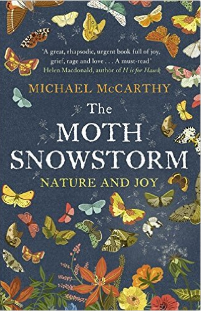 'A great, rhapsodic, urgent book full of joy,
grief, rage and love . . . A must-read'
Helen Macdonald, author of H is for Hawk
MICHAEL McCARTHY
The
MOTH
SNOWSTORM
NATURE AND JOY